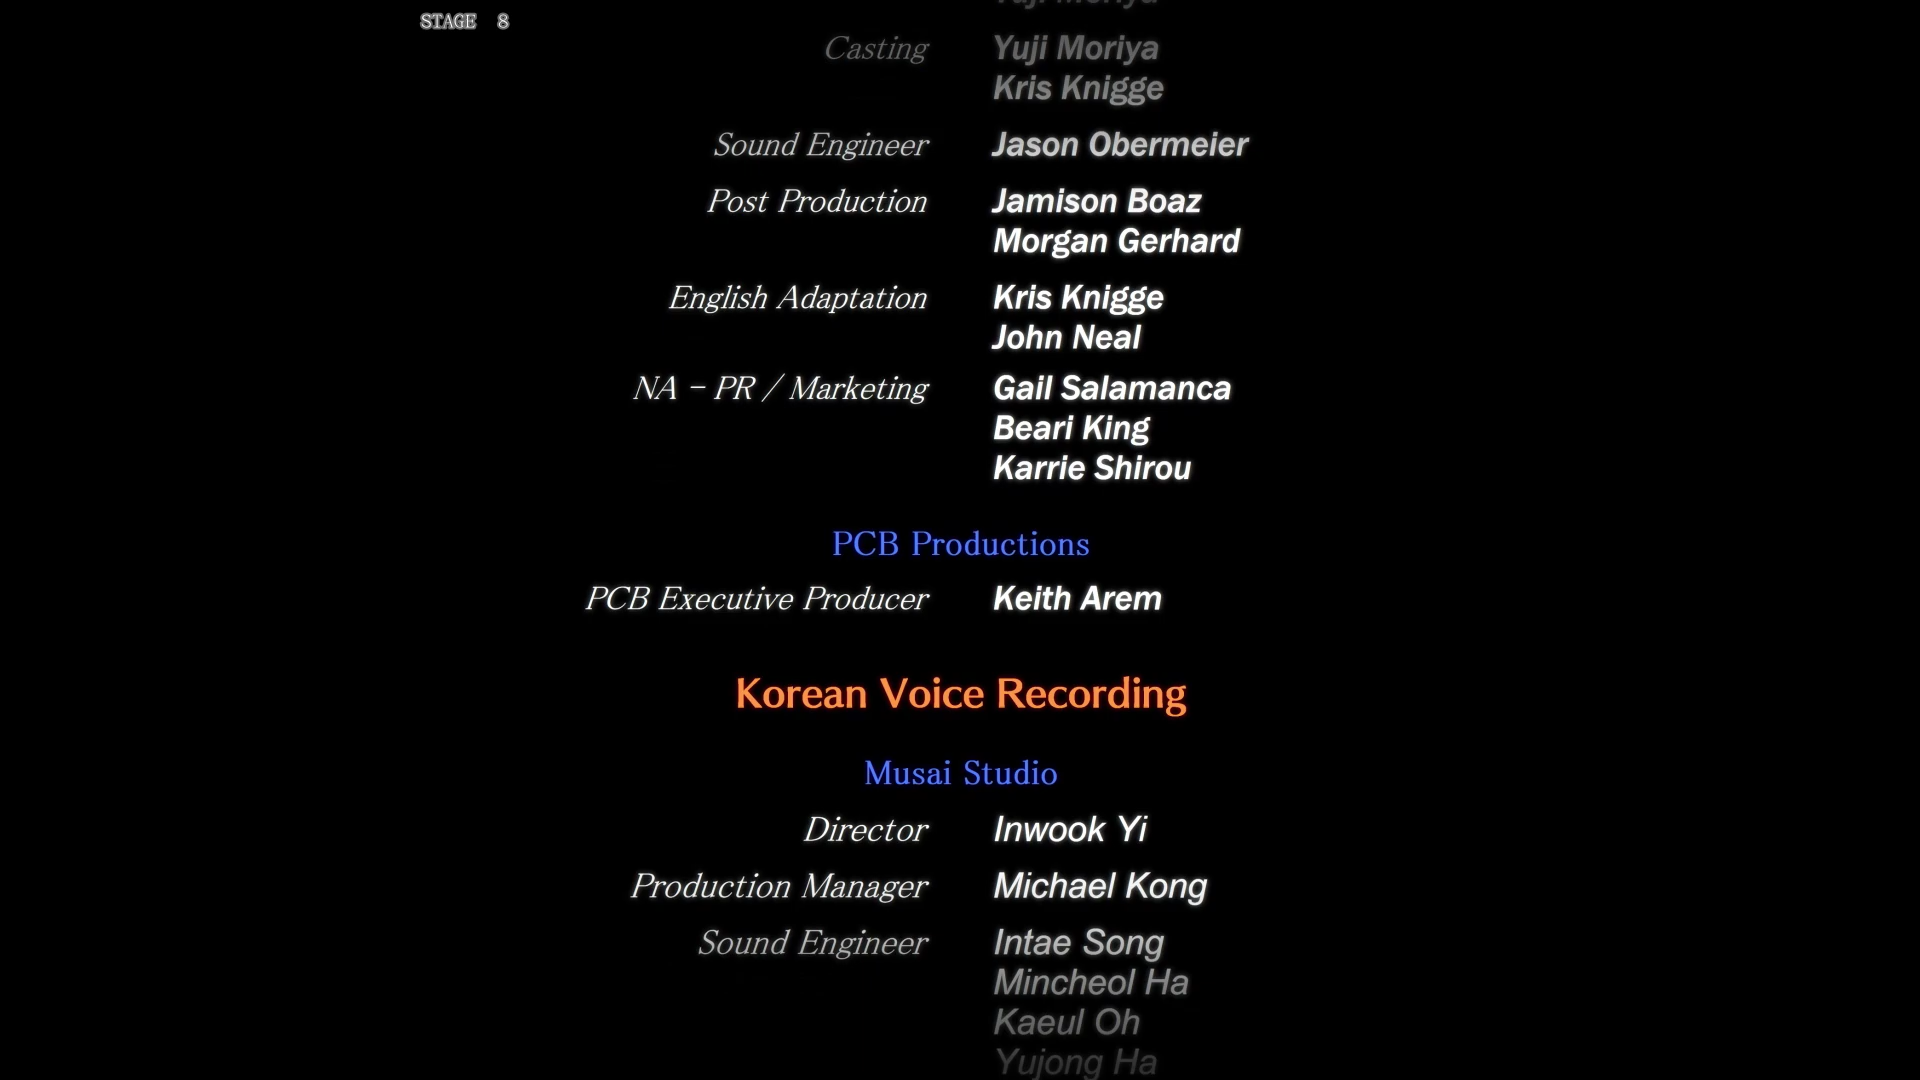 STAGE 8
Yuji Moriya
Casting Yuji Moriya
Kris Knigge
Sound Engineer Jason Obermeier
Post Production Jamison Boaz
Morgan Gerhard
English Adaptation Kris Knigge
John Neal
NA - PR / Marketing Gail Salamanca
Beari King
Karrie Shirou
PCB Productions
PCB Executive Producer Keith Arem
Korean Voice Recording
Musai Studio
Director Inwook Yi
Production Manager Michael Kong
Sound Engineer Intae Song
Mincheol Ha
Kaeul Oh
Yujong Ha